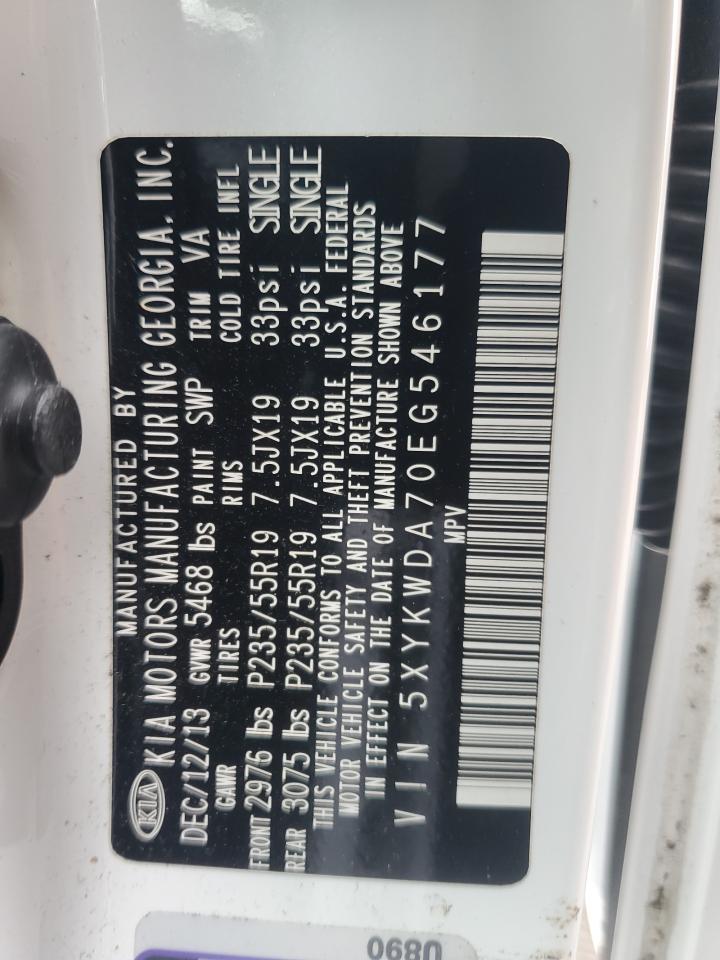 MANUFACTURED BY
KIA KIA MOTORS MANUFACTURING GEORGIA, INC.
DEC/12/13 GVWR 5468 lbs PAINT SWP TRIM VA
GAWR TIRES RIMS COLD TIRE INFL
FRONT 2976 lbs P235/55R19 7.5JX19 33psi SINGLE
REAR 3075 lbs P235/55R19 7.5JX19 33psi SINGLE
THIS VEHICLE CONFORMS TO ALL APPLICABLE U.S.A. FEDERAL
MOTOR VEHICLE SAFETY AND THEFT PREVENTION STANDARDS
IN EFFECT ON THE DATE OF MANUFACTURE SHOWN ABOVE
VIN 5XYKWDA70EG546177
MPV
U890